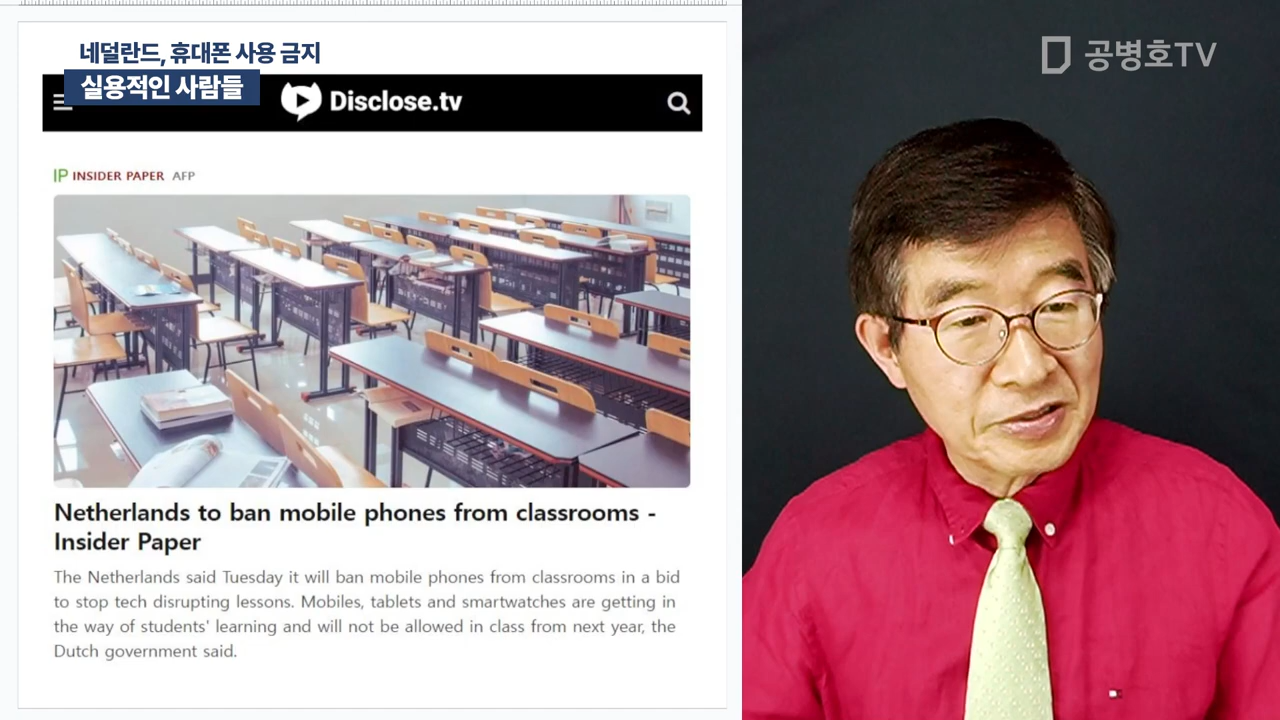 네덜란드, 휴대폰 사용 금지
실용적인 사람들
공병호TV
Disclose.tv
IP INSIDER PAPER AFP
Netherlands to ban mobile phones from classrooms -
Insider Paper
The Netherlands said Tuesday it will ban mobile phones from classrooms in a bid
to stop tech disrupting lessons. Mobiles, tablets and smartwatches are getting in
the way of students' learning and will not be allowed in class from next year, the
Dutch government said.